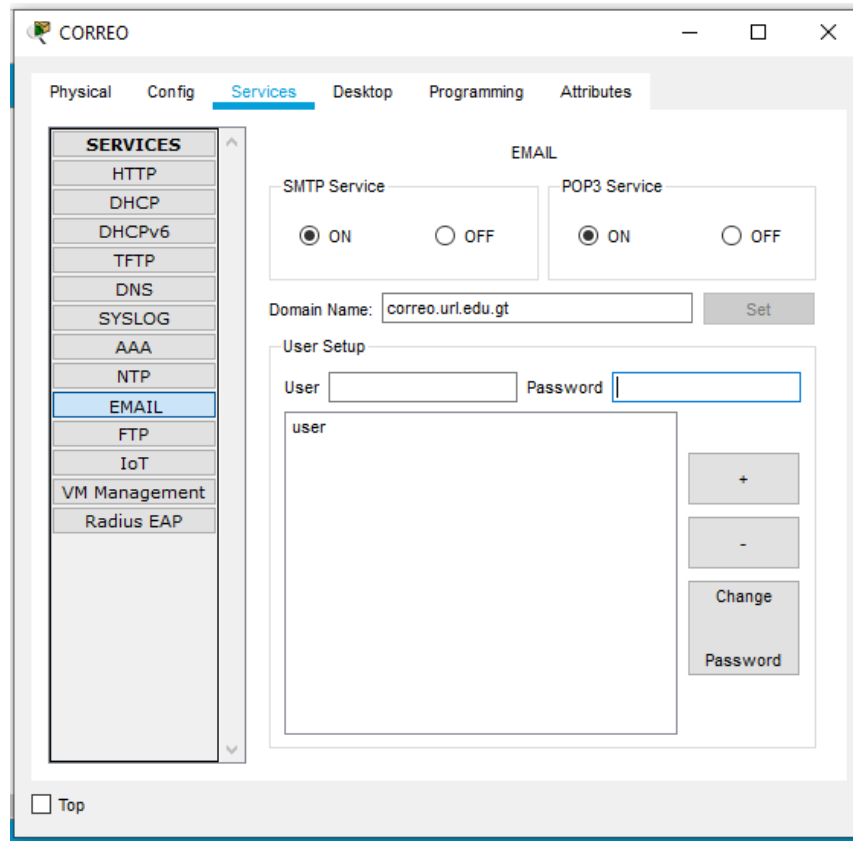 CORREO
Physical Config Services Desktop Programming Attributes
SERVICES
HTTP
DHCP
DHCPv6
TFTP
DNS
SYSLOG
AAA
NTP
EMAIL
FTP
IoT
VM Management
Radius EAP
EMAIL
SMTP Service
ON OFF
POP3 Service
ON OFF
Domain Name: correo.url.edu.gt Set
User Setup
User Password
user
+
-
Change
Password
Top